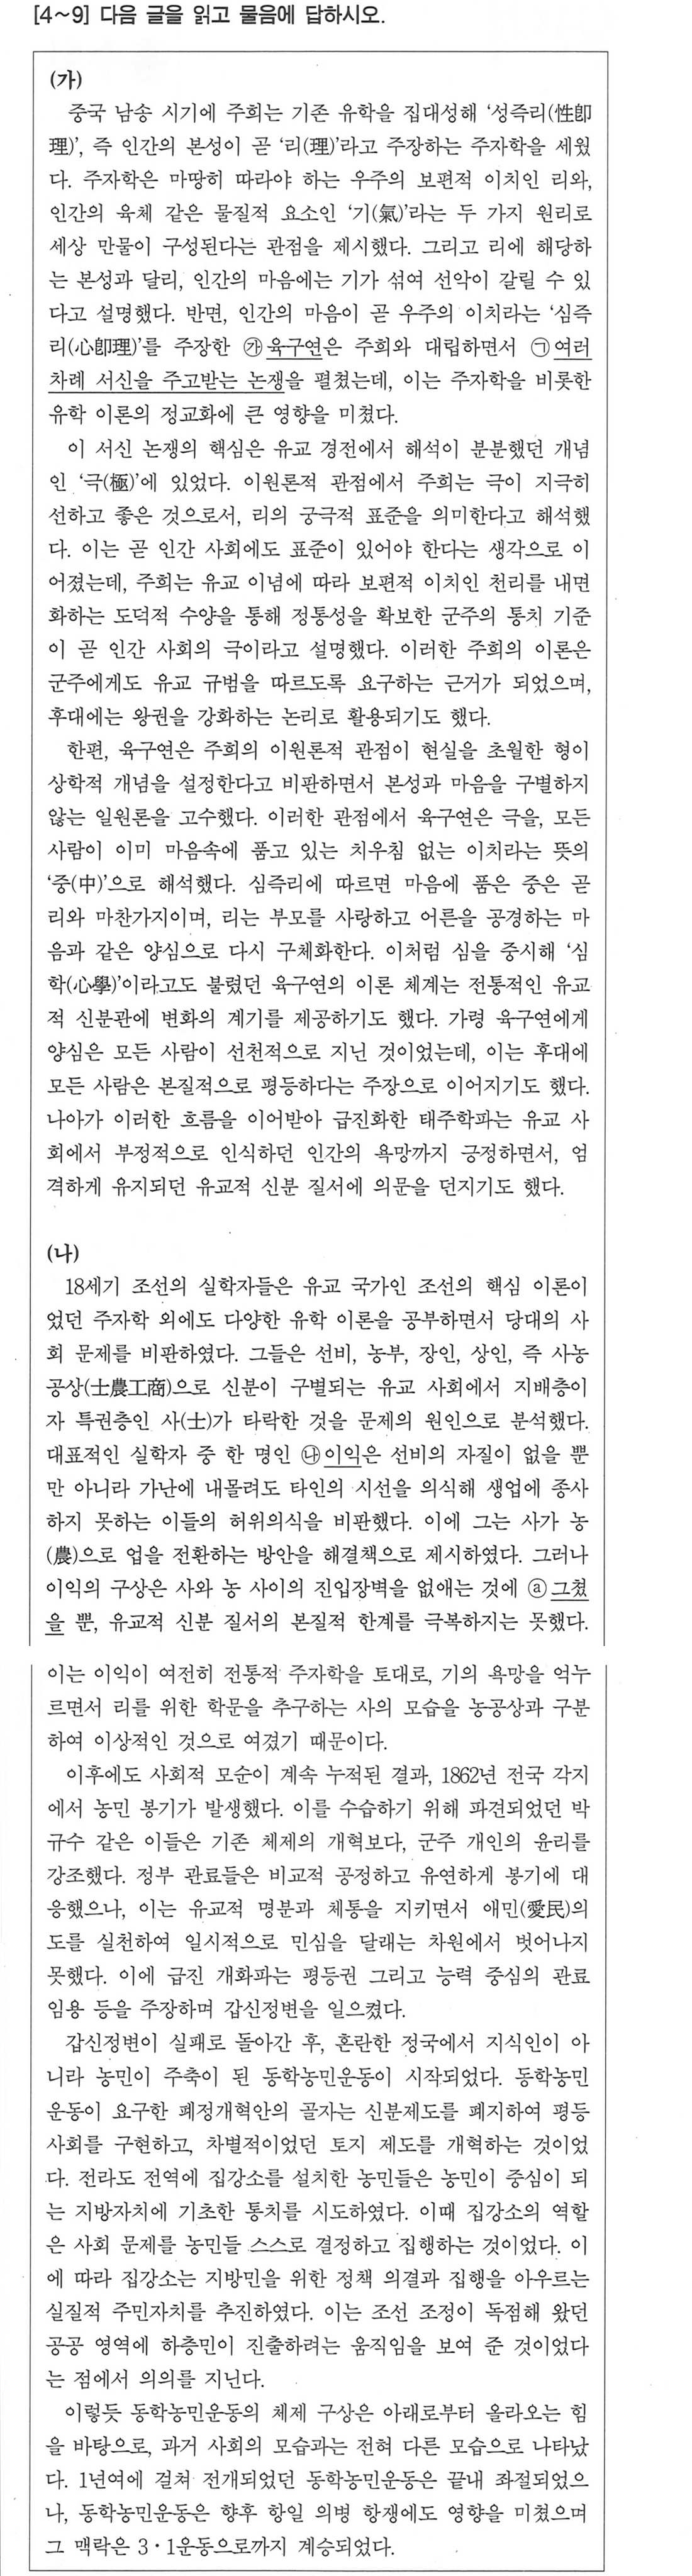 [4~9] 다음 글을 읽고 물음에 답하시오.
(가)
중국 남송 시기에 주희는 기존 유학을 집대성해 ‘성즉리(性卽
理)’, 즉 인간의 본성이 곧 ‘리(理)’라고 주장하는 주자학을 세웠
다. 주자학은 마땅히 따라야 하는 우주의 보편적 이치인 리와,
인간의 육체 같은 물질적 요소인 ‘기(氣)’라는 두 가지 원리로
세상 만물이 구성된다는 관점을 제시했다. 그리고 리에 해당하
는 본성과 달리, 인간의 마음에는 기가 섞여 선악이 갈릴 수 있
다고 설명했다. 반면, 인간의 마음이 곧 우주의 이치라는 ‘심즉
리(心卽理)’를 주장한 ㉮육구연은 주희와 대립하면서 ㉠여러
차례 서신을 주고받는 논쟁을 펼쳤는데, 이는 주자학을 비롯한
유학 이론의 정교화에 큰 영향을 미쳤다.
이 서신 논쟁의 핵심은 유교 경전에서 해석이 분분했던 개념
인 ‘극(極)’에 있었다. 이원론적 관점에서 주희는 극이 지극히
선하고 좋은 것으로서, 리의 궁극적 표준을 의미한다고 해석했
다. 이는 곧 인간 사회에도 표준이 있어야 한다는 생각으로 이
어졌는데, 주희는 유교 이념에 따라 보편적 이치인 천리를 내면
화하는 도덕적 수양을 통해 정통성을 확보한 군주의 통치 기준
이 곧 인간 사회의 극이라고 설명했다. 이러한 주희의 이론은
군주에게도 유교 규범을 따르도록 요구하는 근거가 되었으며,
후대에는 왕권을 강화하는 논리로 활용되기도 했다.
한편, 육구연은 주희의 이원론적 관점이 현실을 초월한 형이
상학적 개념을 설정한다고 비판하면서 본성과 마음을 구별하지
않는 일원론을 고수했다. 이러한 관점에서 육구연은 극을, 모든
사람이 이미 마음속에 품고 있는 치우침 없는 이치라는 뜻의
‘중(中)’으로 해석했다. 심즉리에 따르면 마음에 품은 중은 곧
리와 마찬가지이며, 리는 부모를 사랑하고 어른을 공경하는 마
음과 같은 양심으로 다시 구체화한다. 이처럼 심을 중시해 ‘심
학(心學)’이라고도 불렸던 육구연의 이론 체계는 전통적인 유교
적 신분관에 변화의 계기를 제공하기도 했다. 가령 육구연에게
양심은 모든 사람이 선천적으로 지닌 것이었는데, 이는 후대에
모든 사람은 본질적으로 평등하다는 주장으로 이어지기도 했다.
나아가 이러한 흐름을 이어받아 급진화한 태주학파는 유교 사
회에서 부정적으로 인식하던 인간의 욕망까지 긍정하면서, 엄
격하게 유지되던 유교적 신분 질서에 의문을 던지기도 했다.
(나)
18세기 조선의 실학자들은 유교 국가인 조선의 핵심 이론이
었던 주자학 외에도 다양한 유학 이론을 공부하면서 당대의 사
회 문제를 비판하였다. 그들은 선비, 농부, 장인, 상인, 즉 사농
공상(士農工商)으로 신분이 구별되는 유교 사회에서 지배층이
자 특권층인 사(士)가 타락한 것을 문제의 원인으로 분석했다.
대표적인 실학자 중 한 명인 ㉯이익은 선비의 자질이 없을 뿐
만 아니라 가난에 내몰려도 타인의 시선을 의식해 생업에 종사
하지 못하는 이들의 허위의식을 비판했다. 이에 그는 사가 농
(農)으로 업을 전환하는 방안을 해결책으로 제시하였다. 그러나
이익의 구상은 사와 농 사이의 진입장벽을 없애는 것에 ⓐ그쳤
을 뿐, 유교적 신분 질서의 본질적 한계를 극복하지는 못했다.
이는 이익이 여전히 전통적 주자학을 토대로, 기의 욕망을 억누
르면서 리를 위한 학문을 추구하는 사의 모습을 농공상과 구분
하여 이상적인 것으로 여겼기 때문이다.
이후에도 사회적 모순이 계속 누적된 결과, 1862년 전국 각지
에서 농민 봉기가 발생했다. 이를 수습하기 위해 파견되었던 박
규수 같은 이들은 기존 체제의 개혁보다, 군주 개인의 윤리를
강조했다. 정부 관료들은 비교적 공정하고 유연하게 봉기에 대
응했으나, 이는 유교적 명분과 체통을 지키면서 애민(愛民)의
도를 실천하여 일시적으로 민심을 달래는 차원에서 벗어나지
못했다. 이에 급진 개화파는 평등권 그리고 능력 중심의 관료
임용 등을 주장하며 갑신정변을 일으켰다.
갑신정변이 실패로 돌아간 후, 혼란한 정국에서 지식인이 아
니라 농민이 주축이 된 동학농민운동이 시작되었다. 동학농민
운동이 요구한 폐정개혁안의 골자는 신분제도를 폐지하여 평등
사회를 구현하고, 차별적이었던 토지 제도를 개혁하는 것이었
다. 전라도 전역에 집강소를 설치한 농민들은 농민이 중심이 되
는 지방자치에 기초한 통치를 시도하였다. 이때 집강소의 역할
은 사회 문제를 농민들 스스로 결정하고 집행하는 것이었다. 이
에 따라 집강소는 지방민을 위한 정책 의결과 집행을 아우르는
실질적 주민자치를 추진하였다. 이는 조선 조정이 독점해 왔던
공공 영역에 하층민이 진출하려는 움직임을 보여 준 것이었다
는 점에서 의의를 지닌다.
이렇듯 동학농민운동의 체제 구상은 아래로부터 올라오는 힘
을 바탕으로, 과거 사회의 모습과는 전혀 다른 모습으로 나타났
다. 1년여에 걸쳐 전개되었던 동학농민운동은 끝내 좌절되었으
나, 동학농민운동은 향후 항일 의병 항쟁에도 영향을 미쳤으며
그 맥락은 3·1운동으로까지 계승되었다.